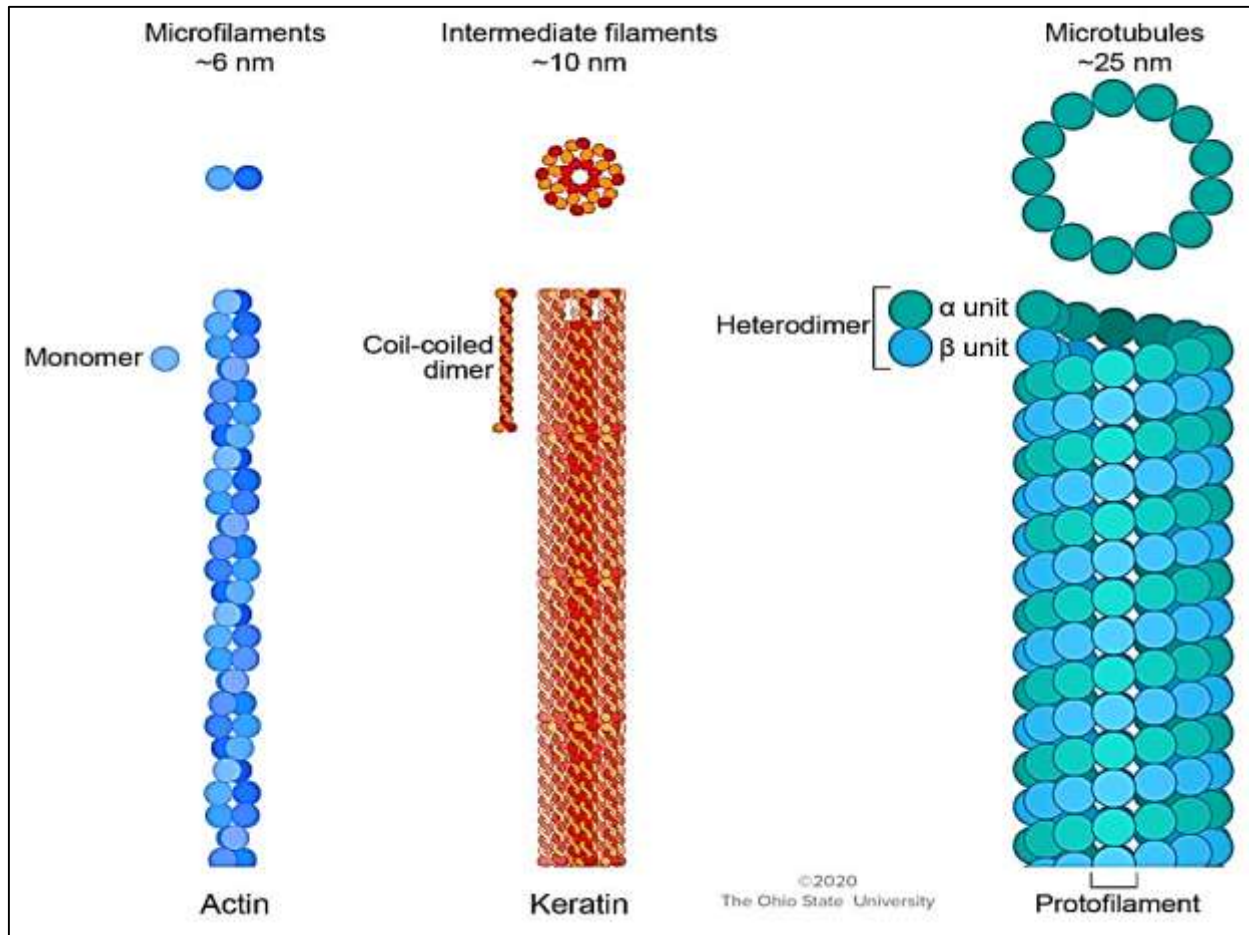 Microfilaments
~6 nm
Intermediate filaments
~10 nm
Microtubules
~25 nm
Monomer
Coil-coiled
dimer
Heterodimer
α unit
β unit
Actin
Keratin
©2020
The Ohio State University
Protofilament